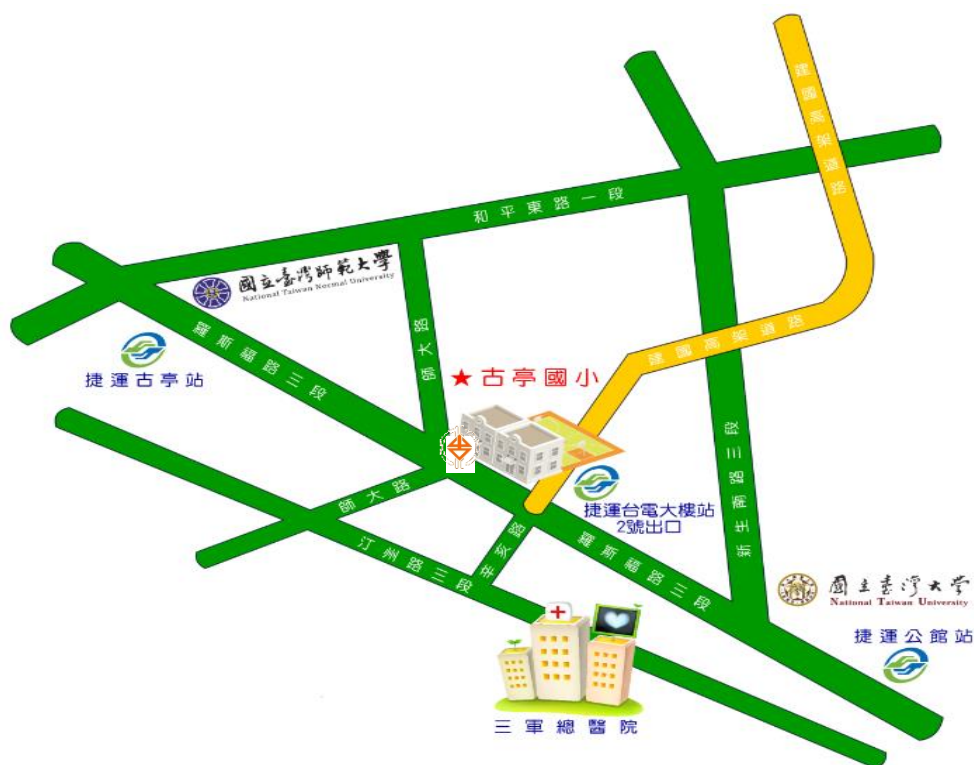 建國高架道路
和平東路一段
國立臺灣師範大學
National Taiwan Normal University
羅斯福路三段
師大路
建國高架道路
捷運古亭站
★古亭國小
新生南路三段
師大路
捷運台電大樓站
2號出口
辛亥路
汀州路三段
羅斯福路三段
國立臺灣大學
National Taiwan University
捷運公館站
三軍總醫院